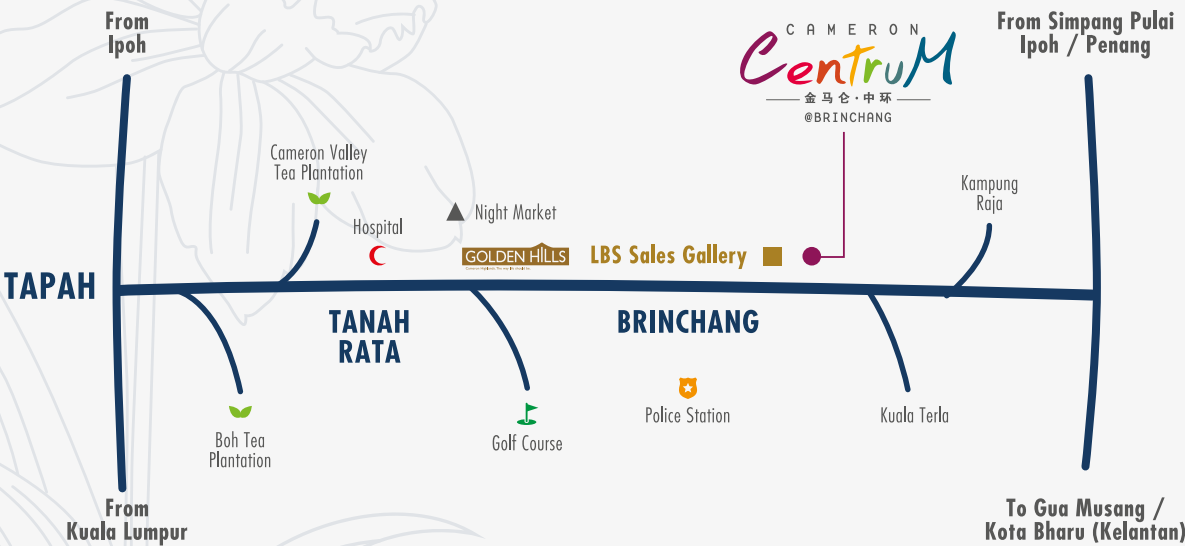 From
Ipoh
CAMERON
CentruM
金马仑·中环
@BRINCHANG
From Simpang Pulai
Ipoh / Penang
Cameron Valley
Tea Plantation
Hospital
Night Market
Kampung
Raja
GOLDEN HILLS
LBS Sales Gallery
TAPAH
TANAH
RATA
BRINCHANG
Boh Tea
Plantation
Golf Course
Police Station
Kuala Terla
From
Kuala Lumpur
To Gua Musang /
Kota Bharu (Kelantan)